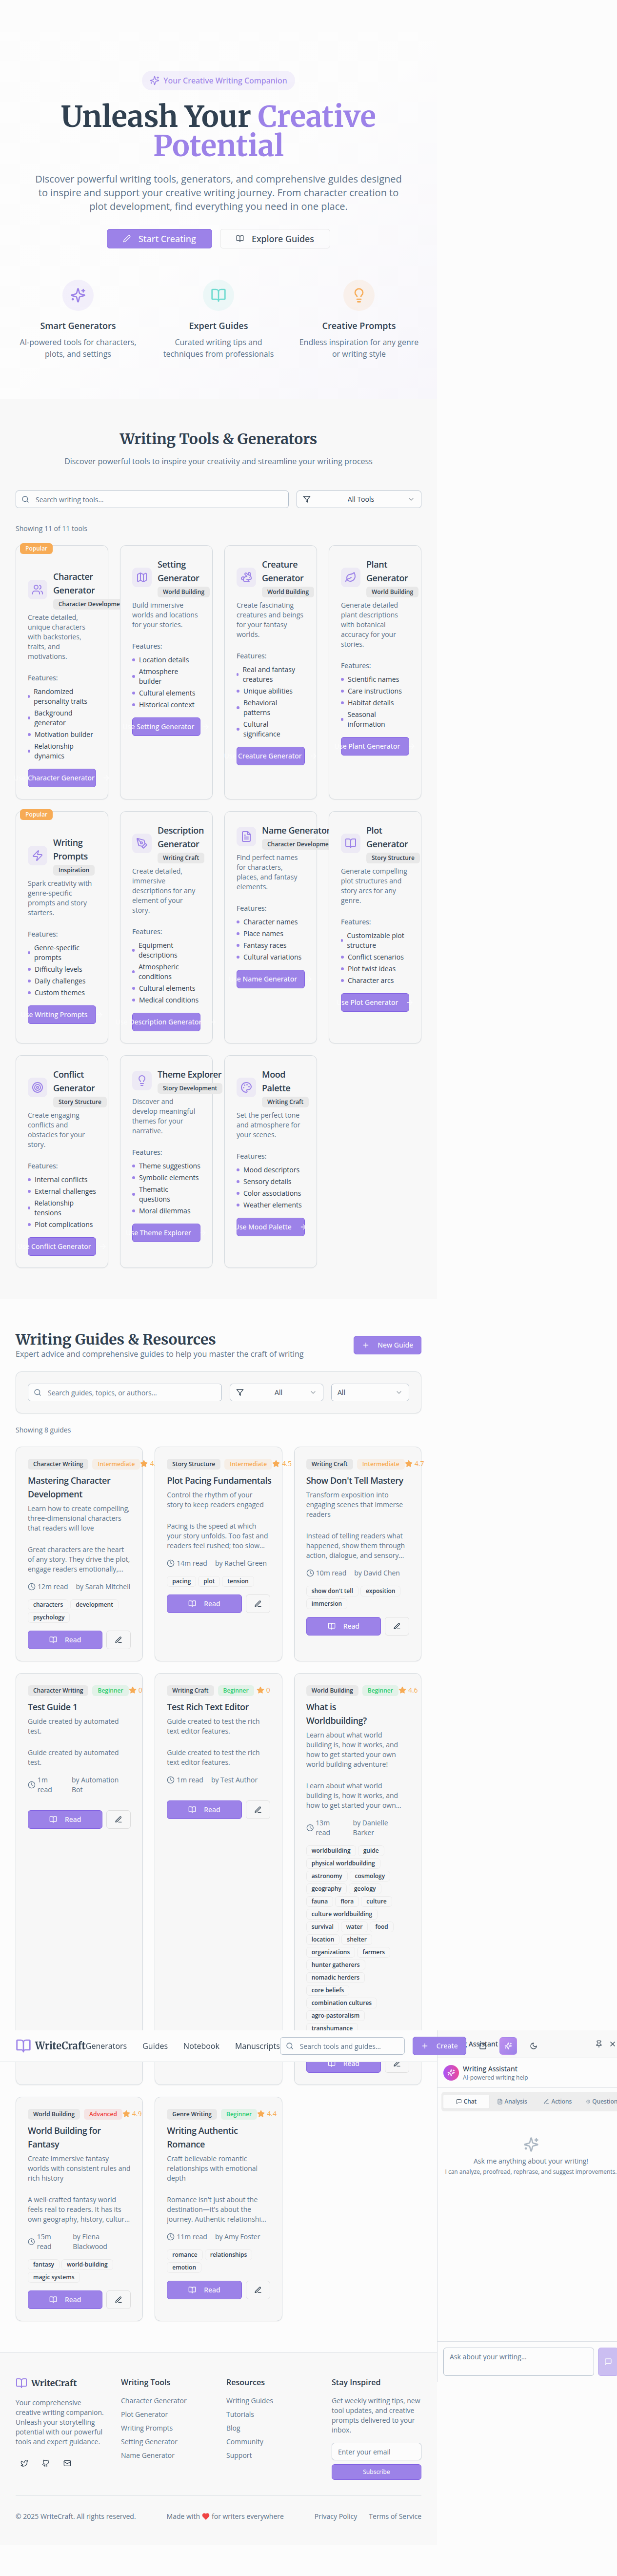 Your Creative Writing Companion
Unleash Your Creative
Potential
Discover powerful writing tools, generators, and comprehensive guides designed
to inspire and support your creative writing journey. From character creation to
plot development, find everything you need in one place.
Start Creating
Explore Guides
Smart Generators
AI-powered tools for characters,
plots, and settings
Expert Guides
Curated writing tips and
techniques from professionals
Creative Prompts
Endless inspiration for any genre
or writing style
Writing Tools & Generators
Discover powerful tools to inspire your creativity and streamline your writing process
Search writing tools...
All Tools
Showing 11 of 11 tools
Popular
Character
Generator
Character Developme
Create detailed,
unique characters
with backstories,
traits, and
motivations.
Features:
Randomized
personality traits
Background
generator
Motivation builder
Relationship
dynamics
Character Generator
Setting
Generator
World Building
Build immersive
worlds and locations
for your stories.
Features:
Location details
Atmosphere
builder
Cultural elements
Historical context
e Setting Generator
Creature
Generator
World Building
Create fascinating
creatures and beings
for your fantasy
worlds.
Features:
Real and fantasy
creatures
Unique abilities
Behavioral
patterns
Cultural
significance
Creature Generator
Plant
Generator
World Building
Generate detailed
plant descriptions
with botanical
accuracy for your
stories.
Features:
Scientific names
Care instructions
Habitat details
Seasonal
information
se Plant Generator
Popular
Writing
Prompts
Inspiration
Spark creativity with
genre-specific
prompts and story
starters.
Features:
Genre-specific
prompts
Difficulty levels
Daily challenges
Custom themes
se Writing Prompts
Description
Generator
Writing Craft
Create detailed,
immersive
descriptions for any
element of your
story.
Features:
Equipment
descriptions
Atmospheric
conditions
Cultural elements
Medical conditions
Description Generator
Name Generator
Character Developme
Find perfect names
for characters,
places, and fantasy
elements.
Features:
Character names
Place names
Fantasy races
Cultural variations
e Name Generator
Plot
Generator
Story Structure
Generate compelling
plot structures and
story arcs for any
genre.
Features:
Customizable plot
structure
Conflict scenarios
Plot twist ideas
Character arcs
se Plot Generator
Conflict
Generator
Story Structure
Create engaging
conflicts and
obstacles for your
story.
Features:
Internal conflicts
External challenges
Relationship
tensions
Plot complications
e Conflict Generator
Theme Explorer
Story Development
Discover and
develop meaningful
themes for your
narrative.
Features:
Theme suggestions
Symbolic elements
Thematic
questions
Moral dilemmas
se Theme Explorer
Mood
Palette
Writing Craft
Set the perfect tone
and atmosphere for
your scenes.
Features:
Mood descriptors
Sensory details
Color associations
Weather elements
Use Mood Palette
Writing Guides & Resources
Expert advice and comprehensive guides to help you master the craft of writing
New Guide
Search guides, topics, or authors...
All
All
Showing 8 guides
Character Writing
Intermediate
4.
Mastering Character
Development
Learn how to create compelling,
three-dimensional characters
that readers will love
Great characters are the heart
of any story. They drive the plot,
engage readers emotionally,...
12m read
by Sarah Mitchell
characters
development
psychology
Read
Story Structure
Intermediate
4.5
Plot Pacing Fundamentals
Control the rhythm of your
story to keep readers engaged
Pacing is the speed at which
your story unfolds. Too fast and
readers feel rushed; too slow...
14m read
by Rachel Green
pacing
plot
tension
Read
Writing Craft
Intermediate
4.7
Show Don't Tell Mastery
Transform exposition into
engaging scenes that immerse
readers
Instead of telling readers what
happened, show them through
action, dialogue, and sensory...
10m read
by David Chen
show don't tell
exposition
immersion
Read
Character Writing
Beginner
0
Test Guide 1
Guide created by automated
test.
Guide created by automated
test.
1m
read
by Automation
Bot
Read
Writing Craft
Beginner
0
Test Rich Text Editor
Guide created to test the rich
text editor features.
Guide created to test the rich
text editor features.
1m read
by Test Author
Read
World Building
Beginner
4.6
What is
Worldbuilding?
Learn about what world
building is, how it works, and
how to get started your own
world building adventure!
Learn about what world
building is, how it works, and
how to get started your own...
13m
read
by Danielle
Barker
worldbuilding
guide
physical worldbuilding
astronomy
cosmology
geography
geology
fauna
flora
culture
culture worldbuilding
survival
water
food
location
shelter
organizations
farmers
hunter gatherers
nomadic herders
core beliefs
combination cultures
agro-pastoralism
transhumance
Read
WriteCraft
Generators
Guides
Notebook
Manuscripts
Search tools and guides...
Create
Assistant
Writing Assistant
AI-powered writing help
Chat
Analysis
Actions
Question
Ask me anything about your writing!
I can analyze, proofread, rephrase, and suggest improvements.
Ask about your writing...
World Building
Advanced
4.9
World Building for
Fantasy
Create immersive fantasy
worlds with consistent rules and
rich history
A well-crafted fantasy world
feels real to readers. It has its
own geography, history, cultur...
15m
read
by Elena
Blackwood
fantasy
world-building
magic systems
Read
Genre Writing
Beginner
4.4
Writing Authentic
Romance
Craft believable romantic
relationships with emotional
depth
Romance isn't just about the
destination—it's about the
journey. Authentic relationshi...
11m read
by Amy Foster
romance
relationships
emotion
Read
WriteCraft
Your comprehensive
creative writing companion.
Unleash your storytelling
potential with our powerful
tools and expert guidance.
Writing Tools
Character Generator
Plot Generator
Writing Prompts
Setting Generator
Name Generator
Resources
Writing Guides
Tutorials
Blog
Community
Support
Stay Inspired
Get weekly writing tips, new
tool updates, and creative
prompts delivered to your
inbox.
Enter your email
Subscribe
© 2025 WriteCraft. All rights reserved.
Made with ❤️ for writers everywhere
Privacy Policy
Terms of Service